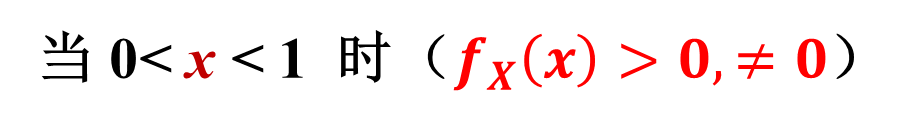 当 0< x < 1 时（f_X(x) > 0, ≠ 0）